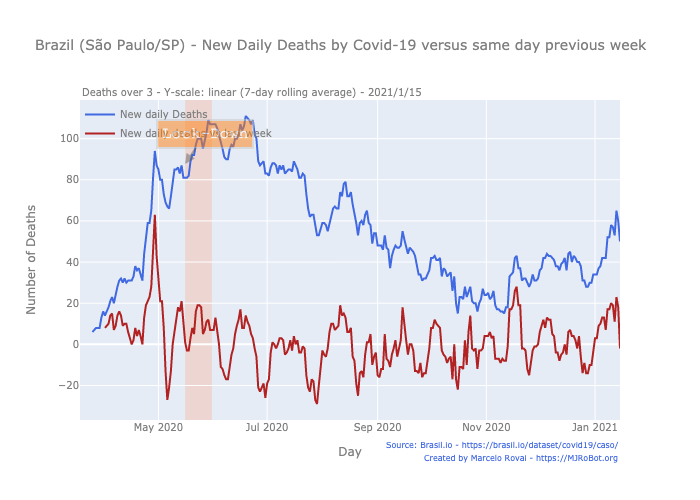 Brazil (São Paulo/SP) - New Daily Deaths by Covid-19 versus same day previous week
Deaths over 3 - Y-scale: linear (7-day rolling average) - 2021/1/15
New daily Deaths
New daily
week
Number of Deaths
100
80
60
40
20
0
−20
May 2020
Jul 2020
Sep 2020
Nov 2020
Jan 2021
Day
Source: Brasil.io - https://brasil.io/dataset/covid19/caso/
Created by Marcelo Rovai - https://MJRoBot.org